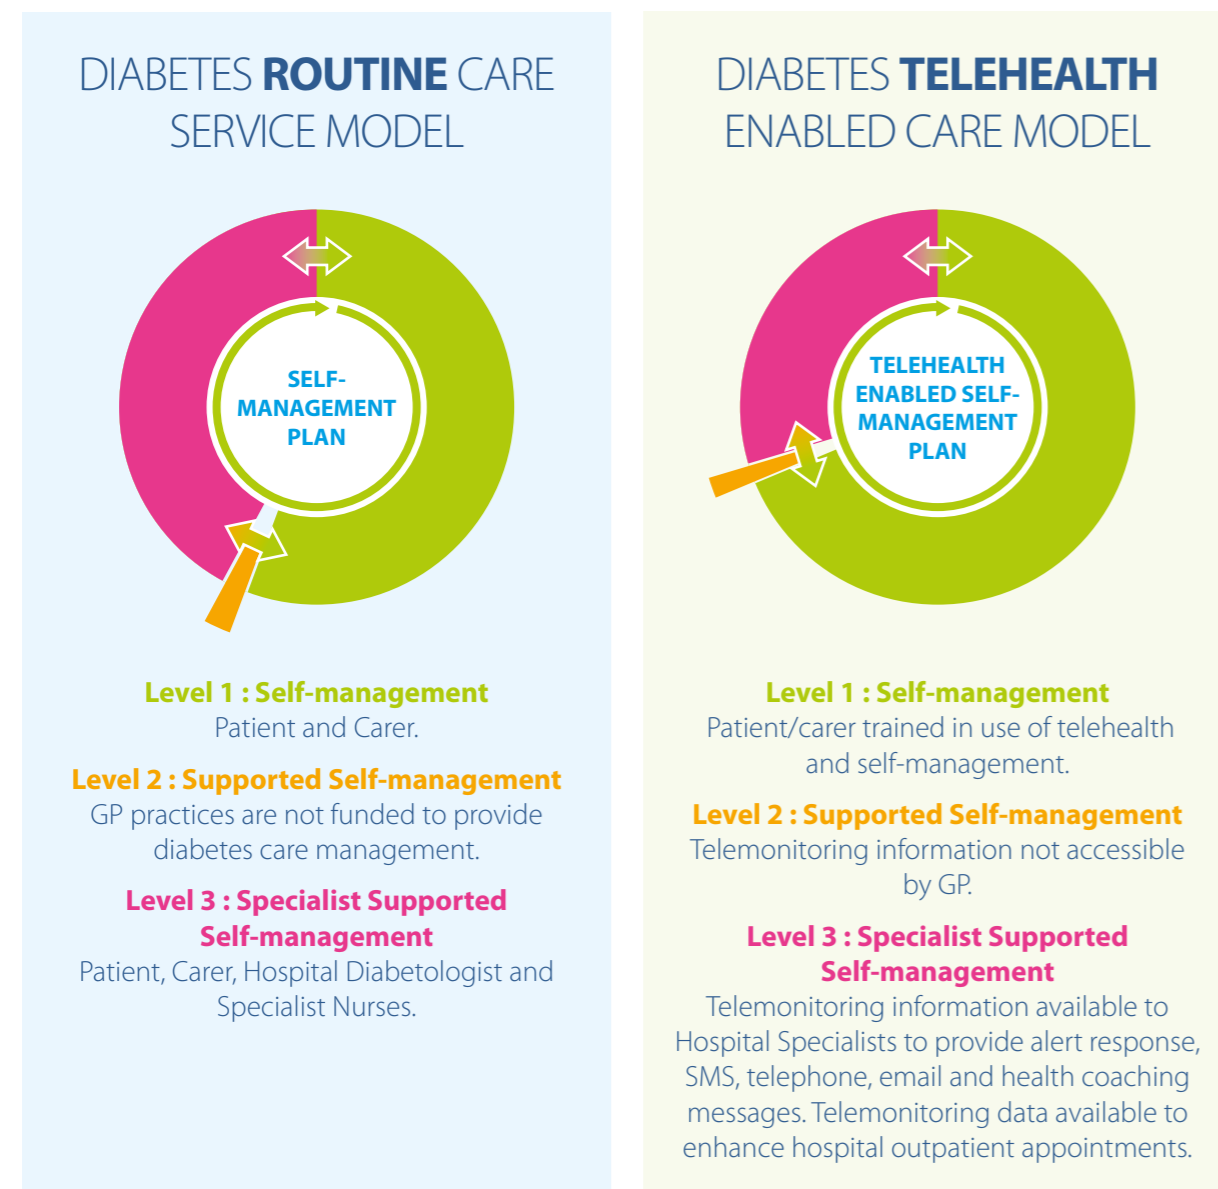 DIABETES ROUTINE CARE
SERVICE MODEL
SELF-
MANAGEMENT
PLAN
Level 1 : Self-management
Patient and Carer.
Level 2 : Supported Self-management
GP practices are not funded to provide
diabetes care management.
Level 3 : Specialist Supported
Self-management
Patient, Carer, Hospital Diabetologist and
Specialist Nurses.
DIABETES TELEHEALTH
ENABLED CARE MODEL
TELEHEALTH
ENABLED SELF-
MANAGEMENT
PLAN
Level 1 : Self-management
Patient/carer trained in use of telehealth
and self-management.
Level 2 : Supported Self-management
Telemonitoring information not accessible
by GP.
Level 3 : Specialist Supported
Self-management
Telemonitoring information available to
Hospital Specialists to provide alert response,
SMS, telephone, email and health coaching
messages. Telemonitoring data available to
enhance hospital outpatient appointments.